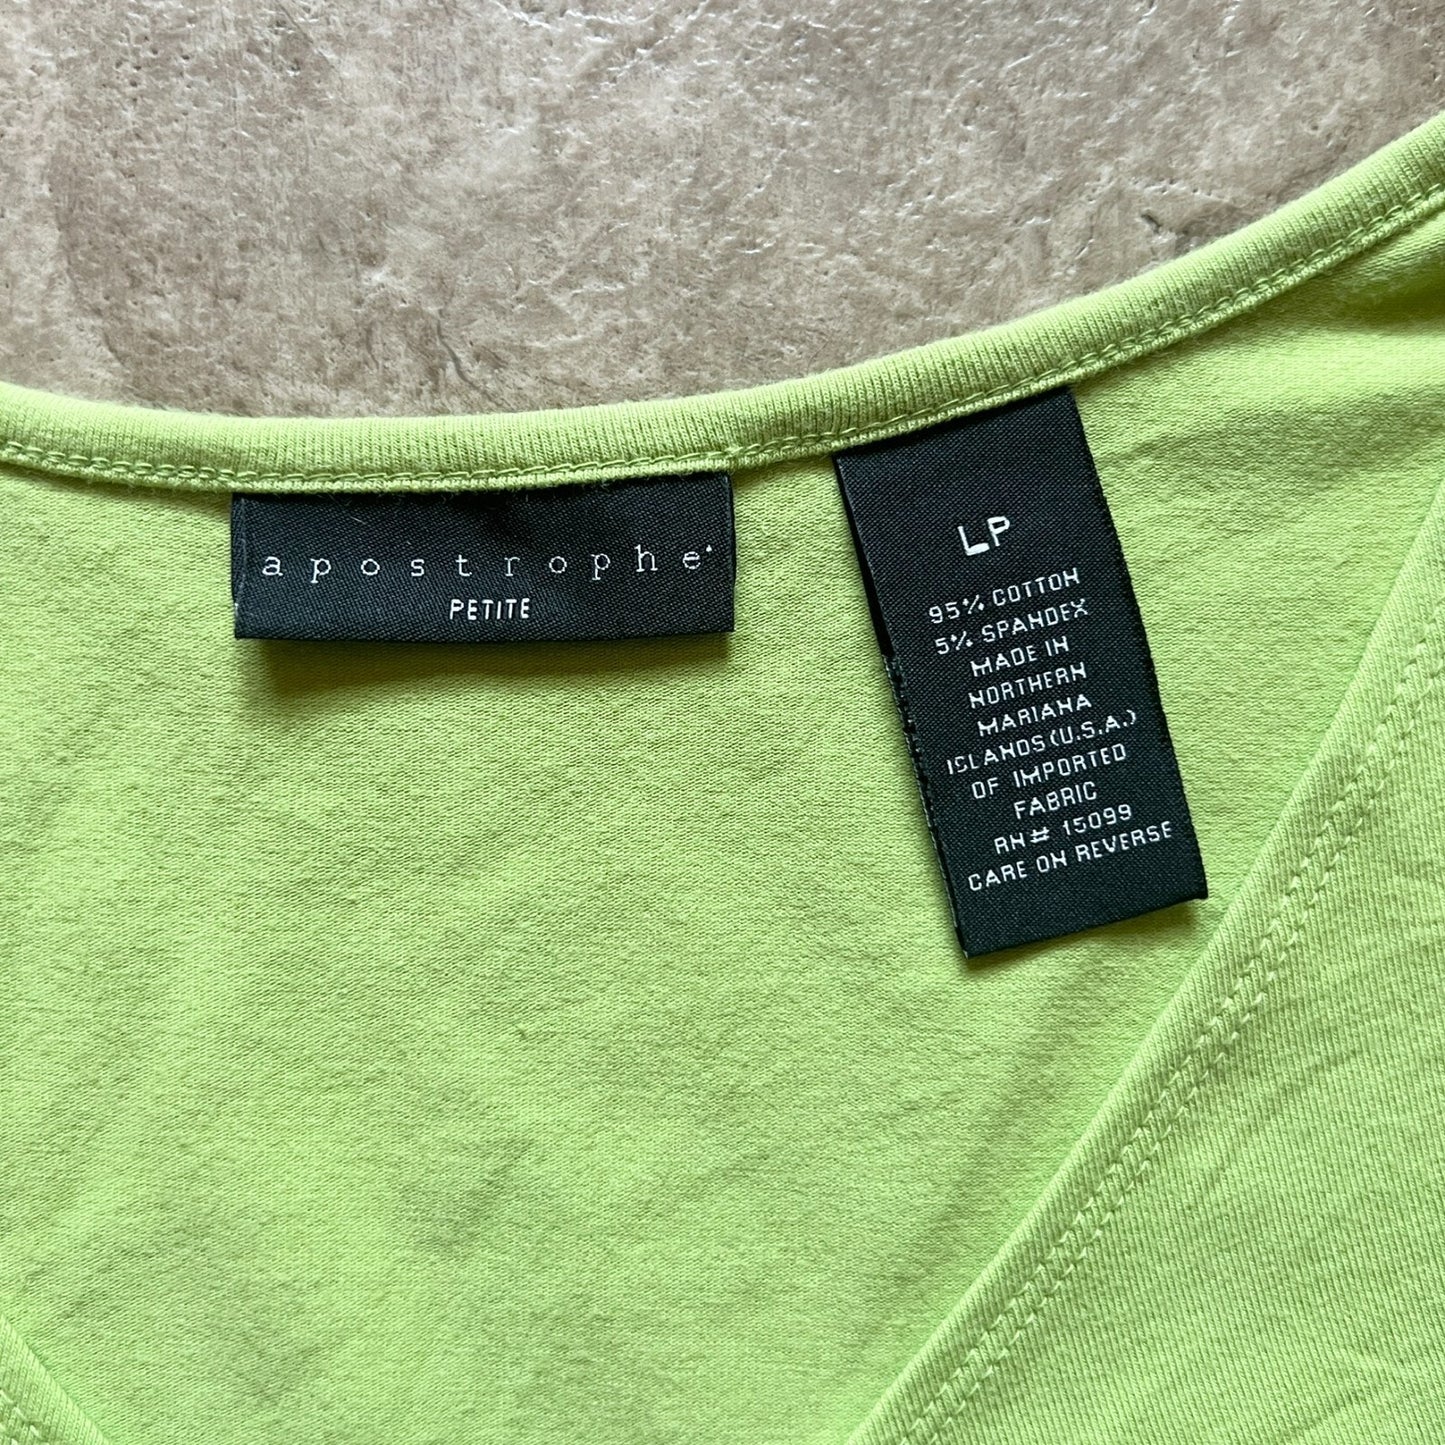 apostrophe
PETITE
LP
95% COTTON
5% SPANDEX
MADE IN
NORTHERN
MARIANA
ISLANDS(U.S.A.)
OF IMPORTED
FABRIC
RN# 15099
CARE ON REVERSE